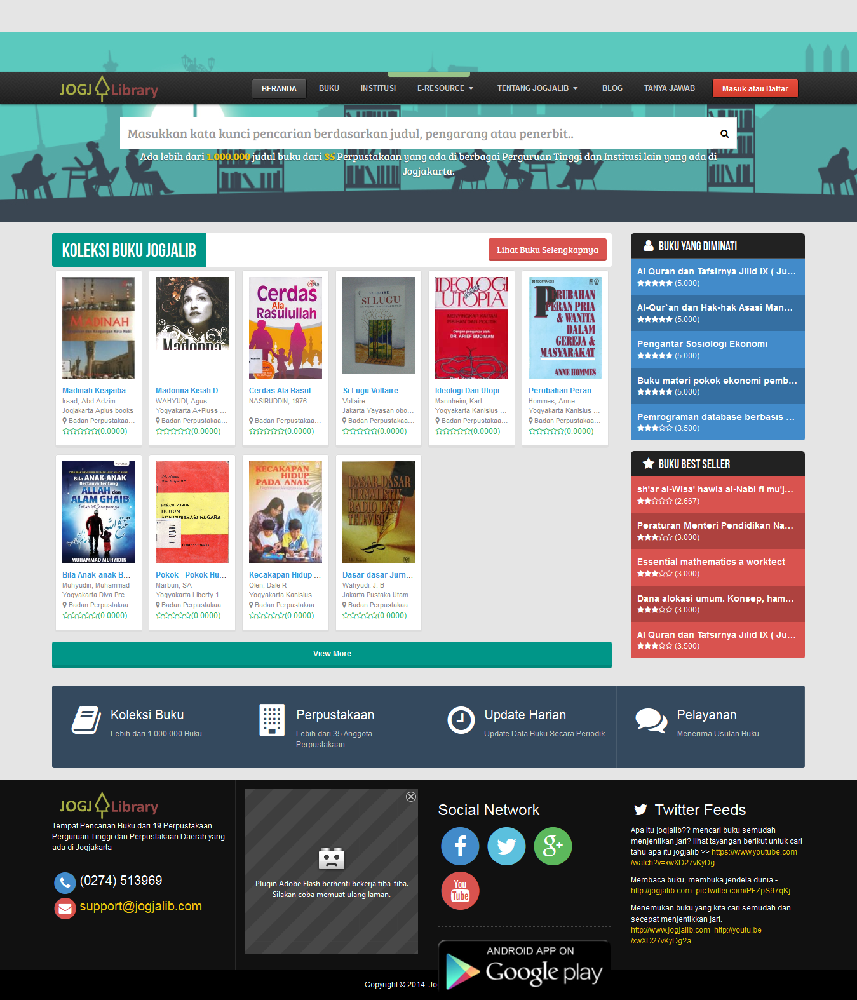 JOGJ Library
BERANDA
BUKU
INSTITUSI
E-RESOURCE
TENTANG JOGJALIB
BLOG
TANYA JAWAB
Masuk atau Daftar
Masukkan kata kunci pencarian berdasarkan judul, pengarang atau penerbit..
Ada lebih dari 1.000.000 judul buku dari 35 Perpustakaan yang ada di berbagai Perguruan Tinggi dan Institusi lain yang ada di
Jogjakarta.
KOLEKSI BUKU JOGJALIB
Lihat Buku Selengkapnya
MADINAH
Madinah Keajaiba...
Irsad, Abd.Adzim
Jogjakarta Aplus books
Badan Perpustakaa...
(0.0000)
Madonna
Madonna Kisah D...
WAHYUDI, Agus
Yogyakarta A+Pluss ...
Badan Perpustakaa...
(0.0000)
Cerdas
Ala
Rasulullah
Cerdas Ala Rasul...
NASIRUDDIN, 1976-
Badan Perpustakaa...
(0.0000)
VOLTAIRE
SI LUGU
Si Lugu Voltaire
Voltaire
Jakarta Yayasan obo...
Badan Perpustakaa...
(0.0000)
IDEOLOGI
UTOPIA
MENYINGKAP KAITAN
PIKIRAN DAN POLITIK
Dengan pengantar oleh:
DR. ARIEF BUDIMAN
Ideologi Dan Utopi...
Mannheim, Karl
Yogyakarta Kanisius ...
Badan Perpustakaa...
(0.0000)
TEOPRAKSIS
PERUBAHAN
PERAN PRIA
& WANITA
DALAM
GEREJA &
MASYARAKAT
ANNE HOMMES
Perubahan Peran ...
Hommes, Anne
Yogyakarta Kanisius ...
Badan Perpustakaa...
(0.0000)
Bila ANAK-ANAK
Bertanya Tentang
ALLAH dan
ALAM GHAIB
Inilah 48 Jawabannya...
MUHAMMAD MUHYIDIN
Bila Anak-anak B...
Muhyudin, Muhammad
Yogyakarta Diva Pre...
Badan Perpustakaa...
(0.0000)
POKOK POKOK
HUKUM
ADMINISTRASI NEGARA
Pokok - Pokok Hu...
Marbun, SA
Yogyakarta Liberty 1...
Badan Perpustakaa...
(0.0000)
KECAKAPAN
HIDUP
PADA ANAK
Kecakapan Hidup ...
Olen, Dale R
Yogyakarta Kanisius ...
Badan Perpustakaa...
(0.0000)
DASAR-DASAR
JURNALISTIK
RADIO DAN
TELEVISI
Dasar-dasar Jurn...
Wahyudi, J. B
Jakarta Pustaka Utam...
Badan Perpustakaa...
(0.0000)
View More
BUKU YANG DIMINATI
Al Quran dan Tafsirnya Jilid IX ( Ju...
(5.000)
Al-Qur`an dan Hak-hak Asasi Man...
(5.000)
Pengantar Sosiologi Ekonomi
(5.000)
Buku materi pokok ekonomi pemb...
(5.000)
Pemrograman database berbasis ...
(3.500)
BUKU BEST SELLER
sh'ar al-Wisa' hawla al-Nabi fi mu'j...
(2.667)
Peraturan Menteri Pendidikan Na...
(3.000)
Essential mathematics a worktect
(3.000)
Dana alokasi umum. Konsep, ham...
(3.000)
Al Quran dan Tafsirnya Jilid IX ( Ju...
(3.500)
Koleksi Buku
Lebih dari 1.000.000 Buku
Perpustakaan
Lebih dari 35 Anggota
Perpustakaan
Update Harian
Update Data Buku Secara Periodik
Pelayanan
Menerima Usulan Buku
JOGJ Library
Tempat Pencarian Buku dari 19 Perpustakaan
Perguruan Tinggi dan Perpustakaan Daerah yang
ada di Jogjakarta
(0274) 513969
support@jogjalib.com
Plugin Adobe Flash berhenti bekerja tiba-tiba.
Silakan coba memuat ulang laman.
Social Network
g+
You
Tube
ANDROID APP ON
Google play
Twitter Feeds
Apa itu jogjalib?? mencari buku semudah
menjentikan jari? lihat tayangan berikut untuk cari
tahu apa itu jogjalib >> https://www.youtube.com
/watch?v=xwXD27vKyDg ...
Membaca buku, membuka jendela dunia -
http://jogjalib.com pic.twitter.com/PFZpS97qKj
Menemukan buku yang kita cari semudah dan
secepat menjentikkan jari.
http://www.jogjalib.com http://youtu.be
/xwXD27vKyDg?a
Copyright © 2014. Jo